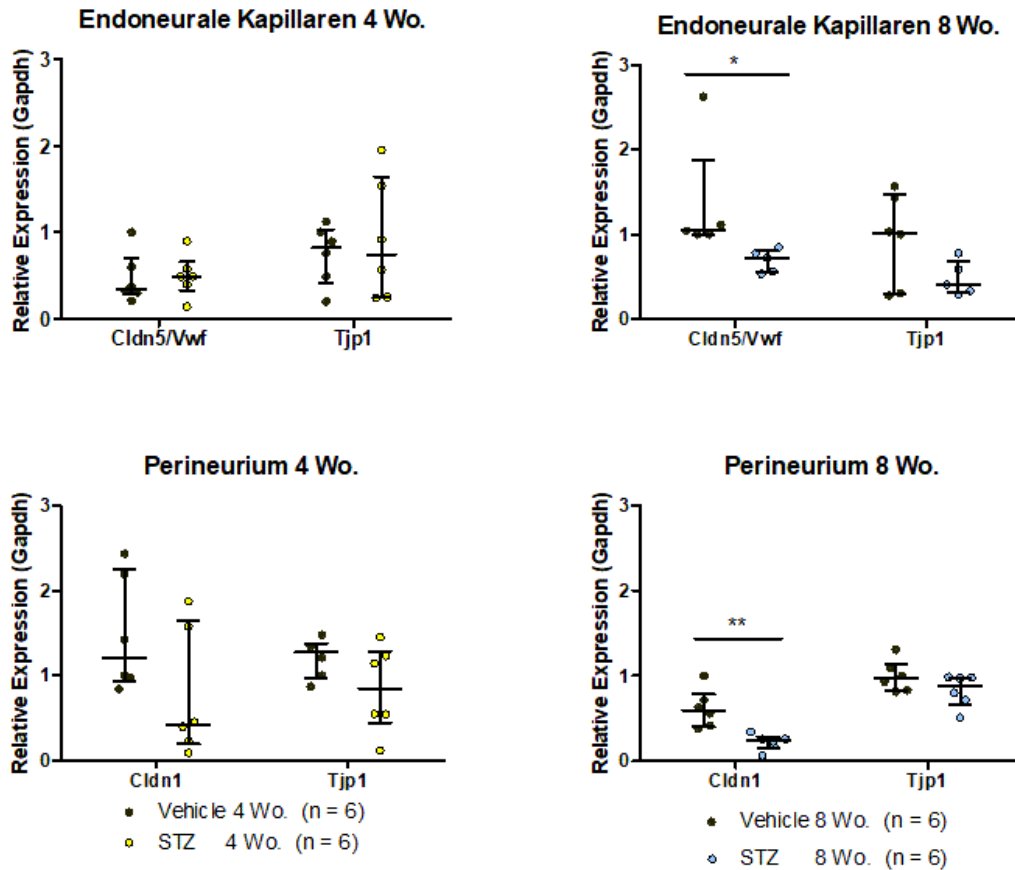 Endoneurale Kapillaren 4 Wo.
Relative Expression (Gapdh)
3
2
1
0
Cldn5/Vwf Tjp1
Endoneurale Kapillaren 8 Wo.
Relative Expression (Gapdh)
3
2
1
0
*
Cldn5/Vwf Tjp1
Perineurium 4 Wo.
Relative Expression (Gapdh)
3
2
1
0
Cldn1 Tjp1
Vehicle 4 Wo. (n = 6)
STZ 4 Wo. (n = 6)
Perineurium 8 Wo.
Relative Expression (Gapdh)
3
2
1
0
**
Cldn1 Tjp1
Vehicle 8 Wo. (n = 6)
STZ 8 Wo. (n = 6)